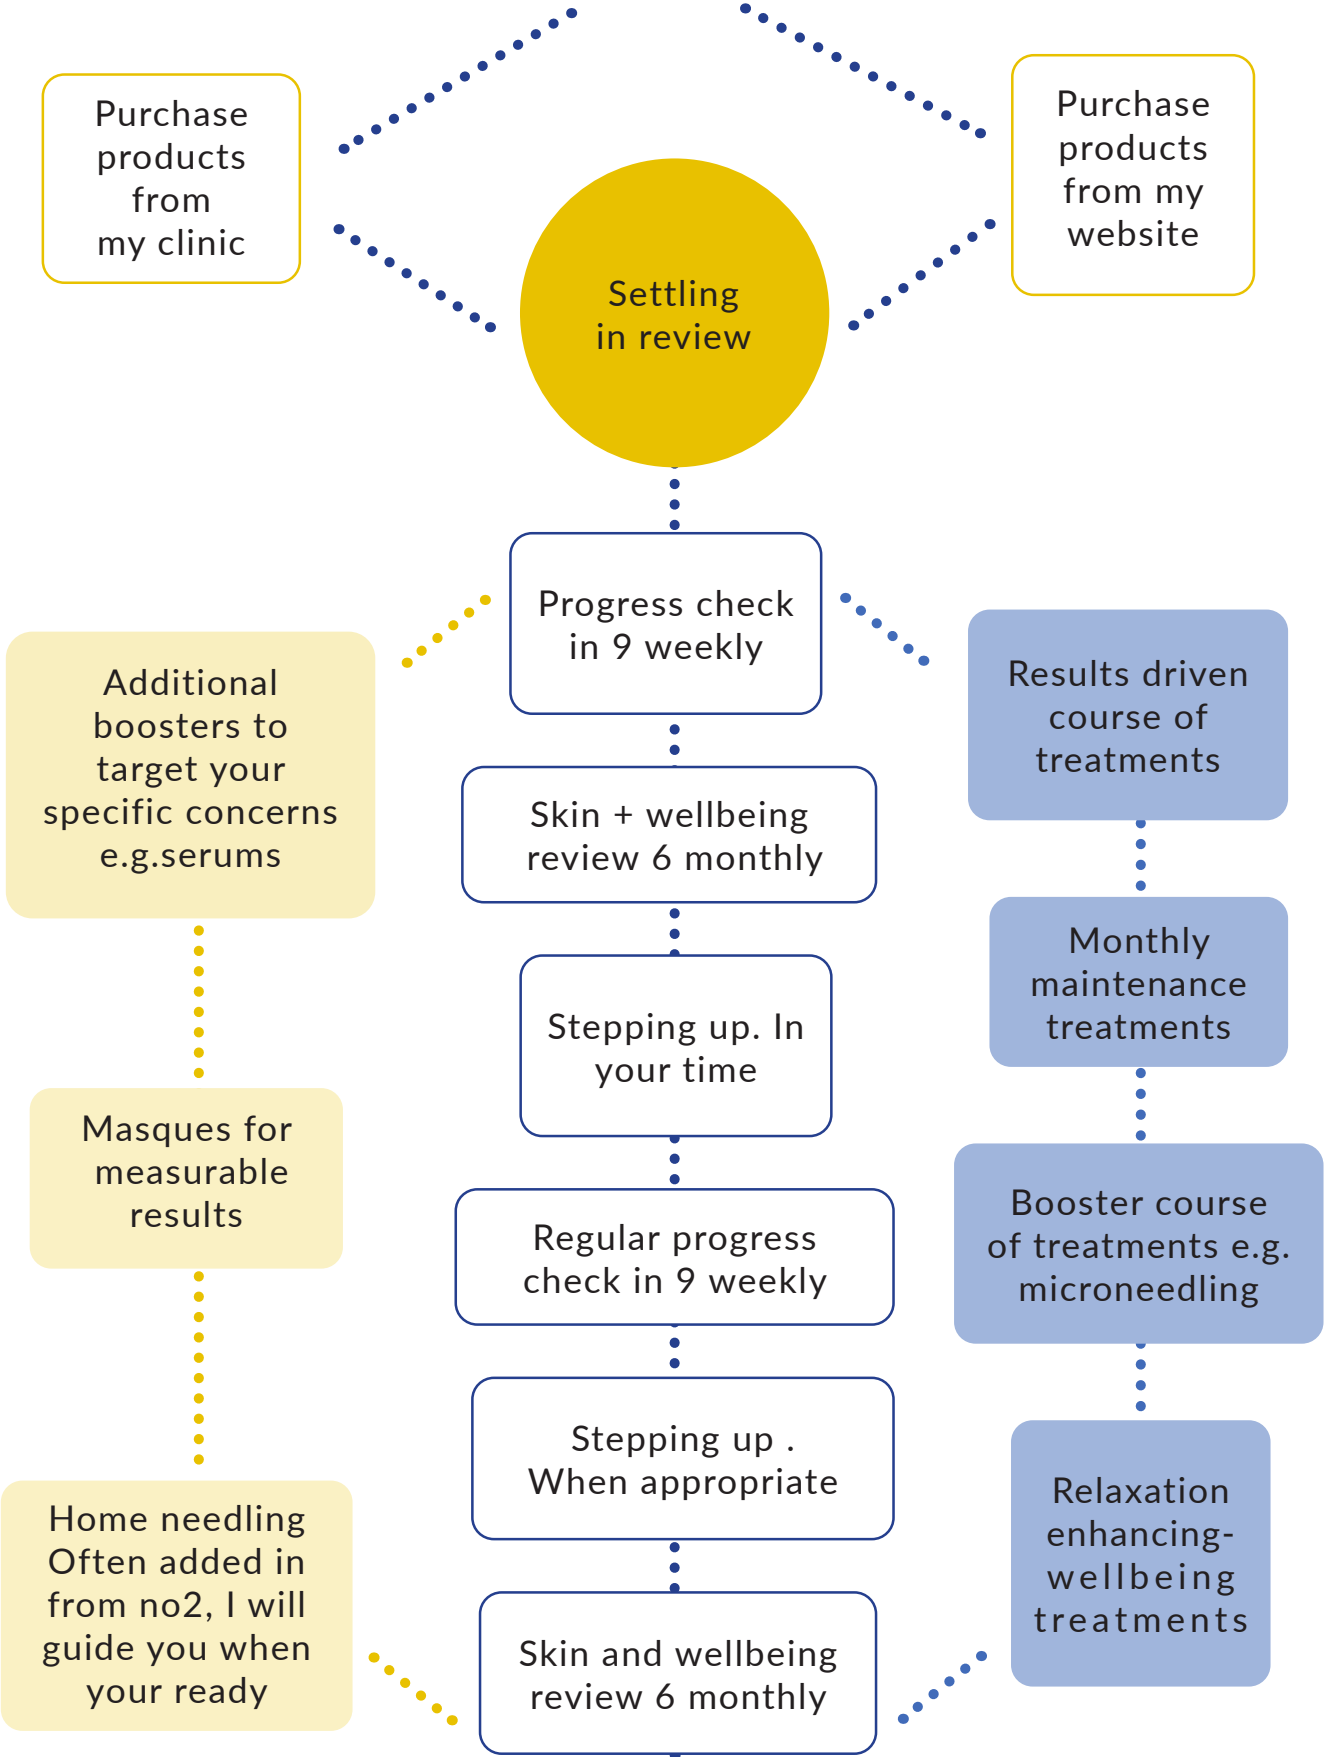 Purchase
products
from
my clinic
Purchase
products
from my
website
Settling
in review
Progress check
in 9 weekly
Additional
boosters to
target your
specific concerns
e.g.serums
Results driven
course of
treatments
Skin + wellbeing
review 6 monthly
Monthly
maintenance
treatments
Stepping up. In
your time
Masques for
measurable
results
Booster course
of treatments e.g.
microneedling
Regular progress
check in 9 weekly
Stepping up .
When appropriate
Home needling
Often added in
from no2, I will
guide you when
your ready
Relaxation
enhancing-
wellbeing
treatments
Skin and wellbeing
review 6 monthly